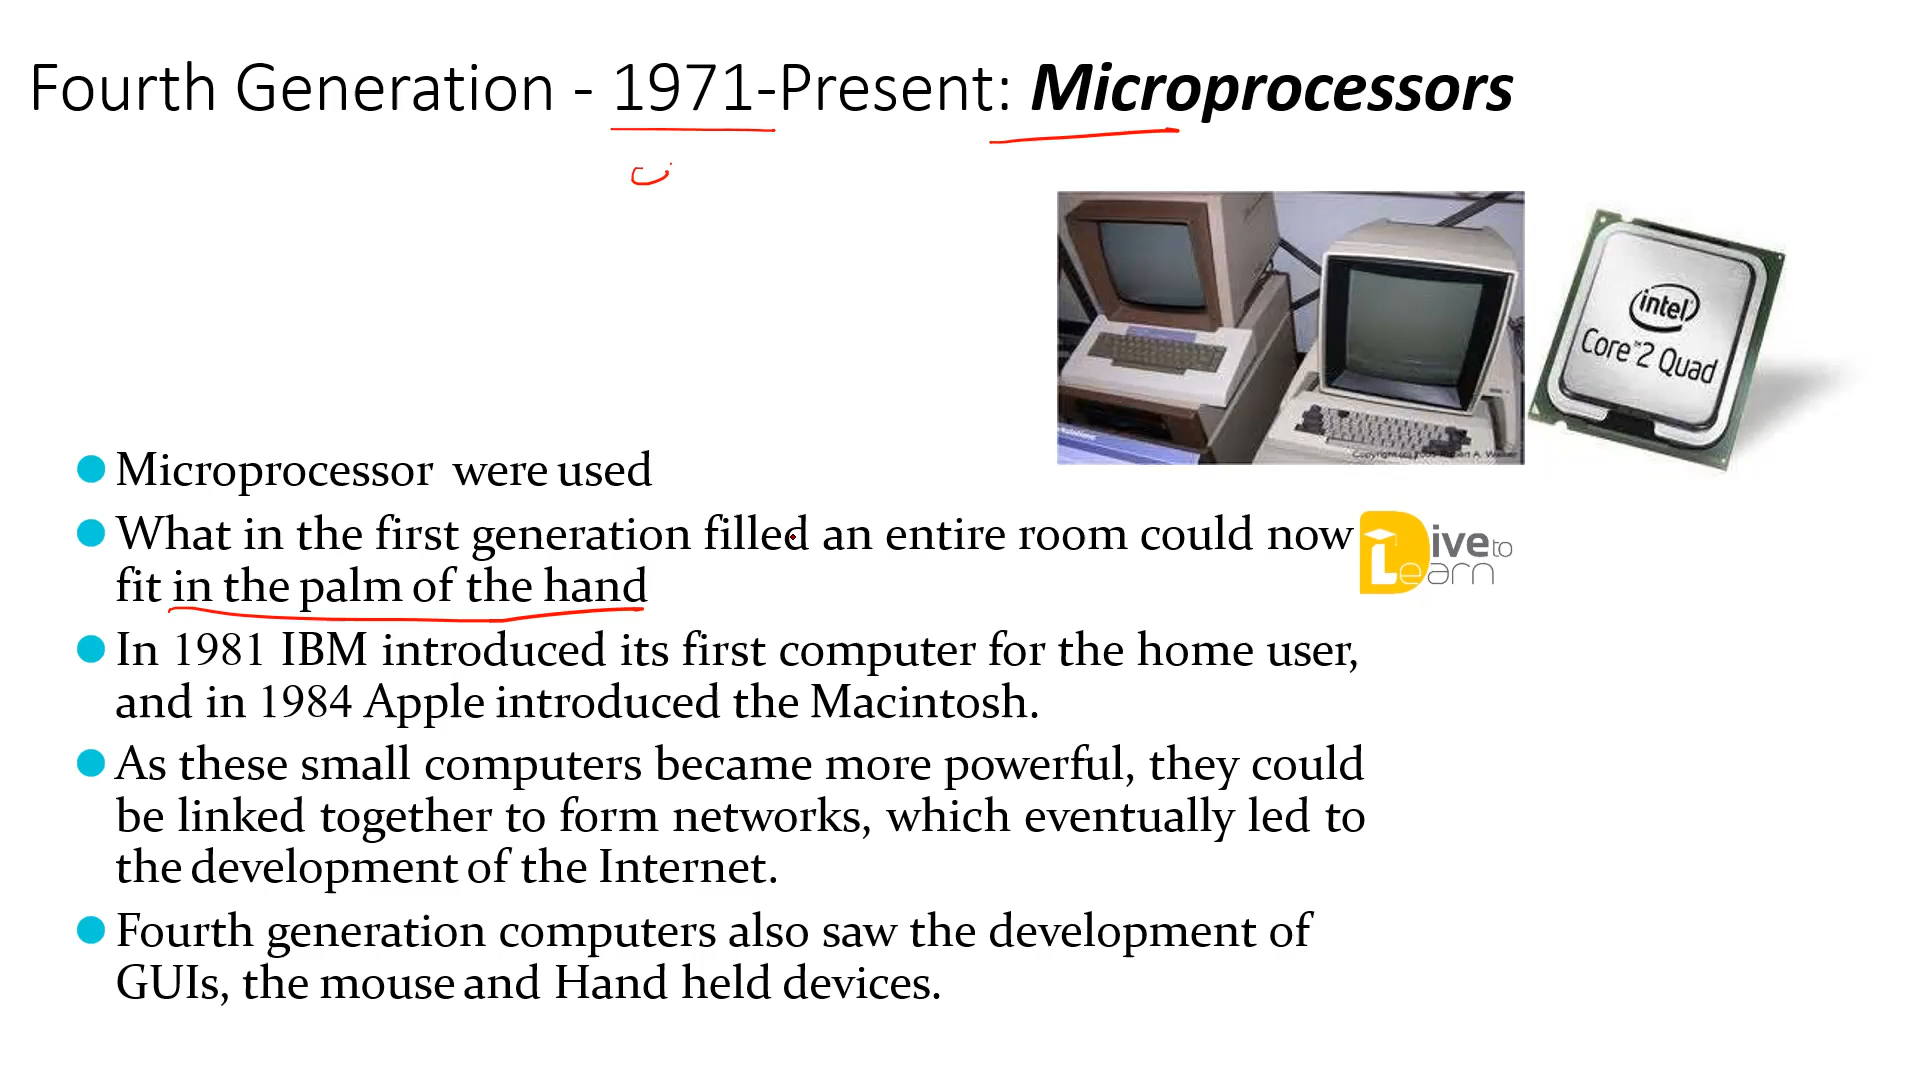 Fourth Generation - 1971-Present: Microprocessors
intel
Core™2 Quad
Microprocessor were used
What in the first generation filled an entire room could now
fit in the palm of the hand
Dive to
Learn
In 1981 IBM introduced its first computer for the home user,
and in 1984 Apple introduced the Macintosh.
As these small computers became more powerful, they could
be linked together to form networks, which eventually led to
the development of the Internet.
Fourth generation computers also saw the development of
GUIs, the mouse and Hand held devices.